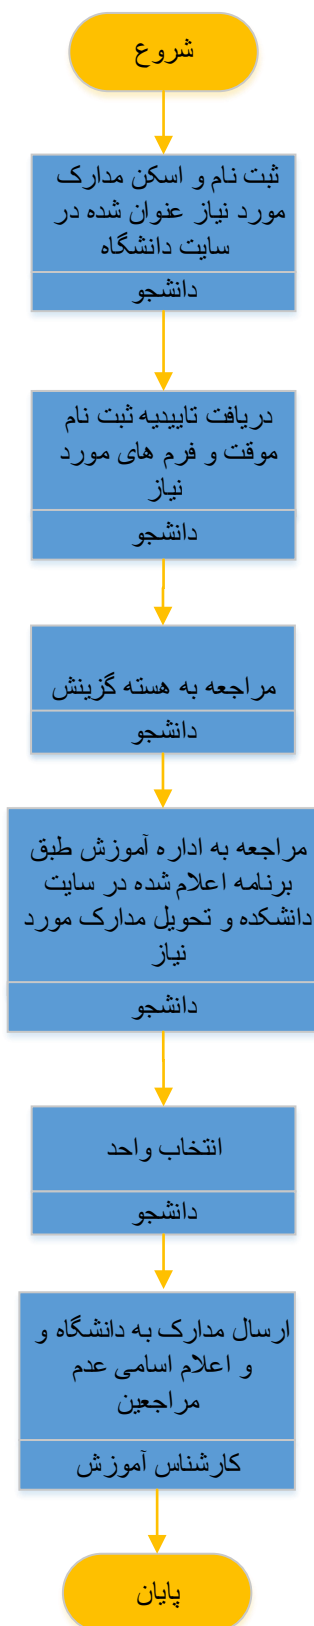 شروع
ثبت نام و اسکن مدارک
مورد نیاز عنوان شده در
سایت دانشگاه
دانشجو
دریافت تاییدیه ثبت نام
موقت و فرم های مورد
نیاز
دانشجو
مراجعه به هسته گزینش
دانشجو
مراجعه به اداره آموزش طبق
برنامه اعلام شده در سایت
دانشکده و تحویل مدارک مورد
نیاز
دانشجو
انتخاب واحد
دانشجو
ارسال مدارک به دانشگاه و
و اعلام اسامی عدم
مراجعین
کارشناس آموزش
پایان